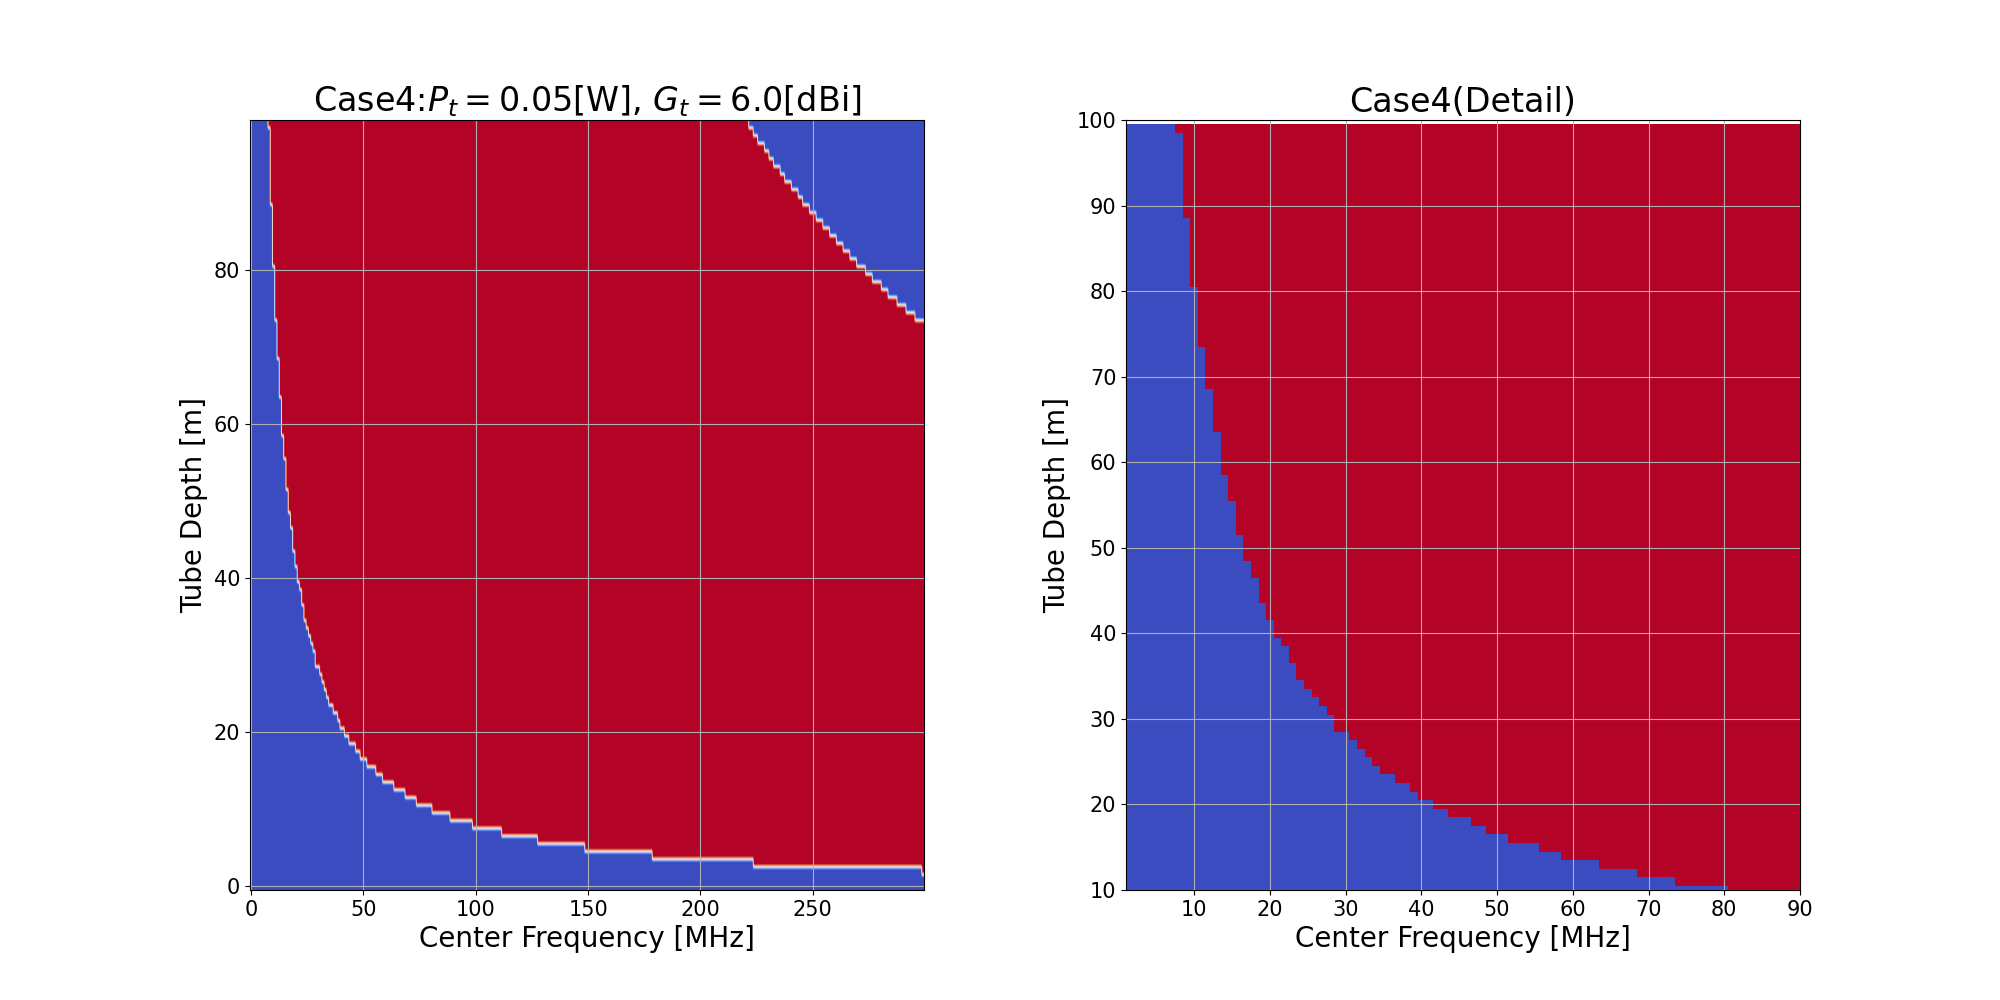 Case4:P_t = 0.05[W], G_t = 6.0[dBi]
Tube Depth [m]
80
60
40
20
0
0 50 100 150 200 250
Center Frequency [MHz]
Case4(Detail)
Tube Depth [m]
100
90
80
70
60
50
40
30
20
10
10 20 30 40 50 60 70 80 90
Center Frequency [MHz]